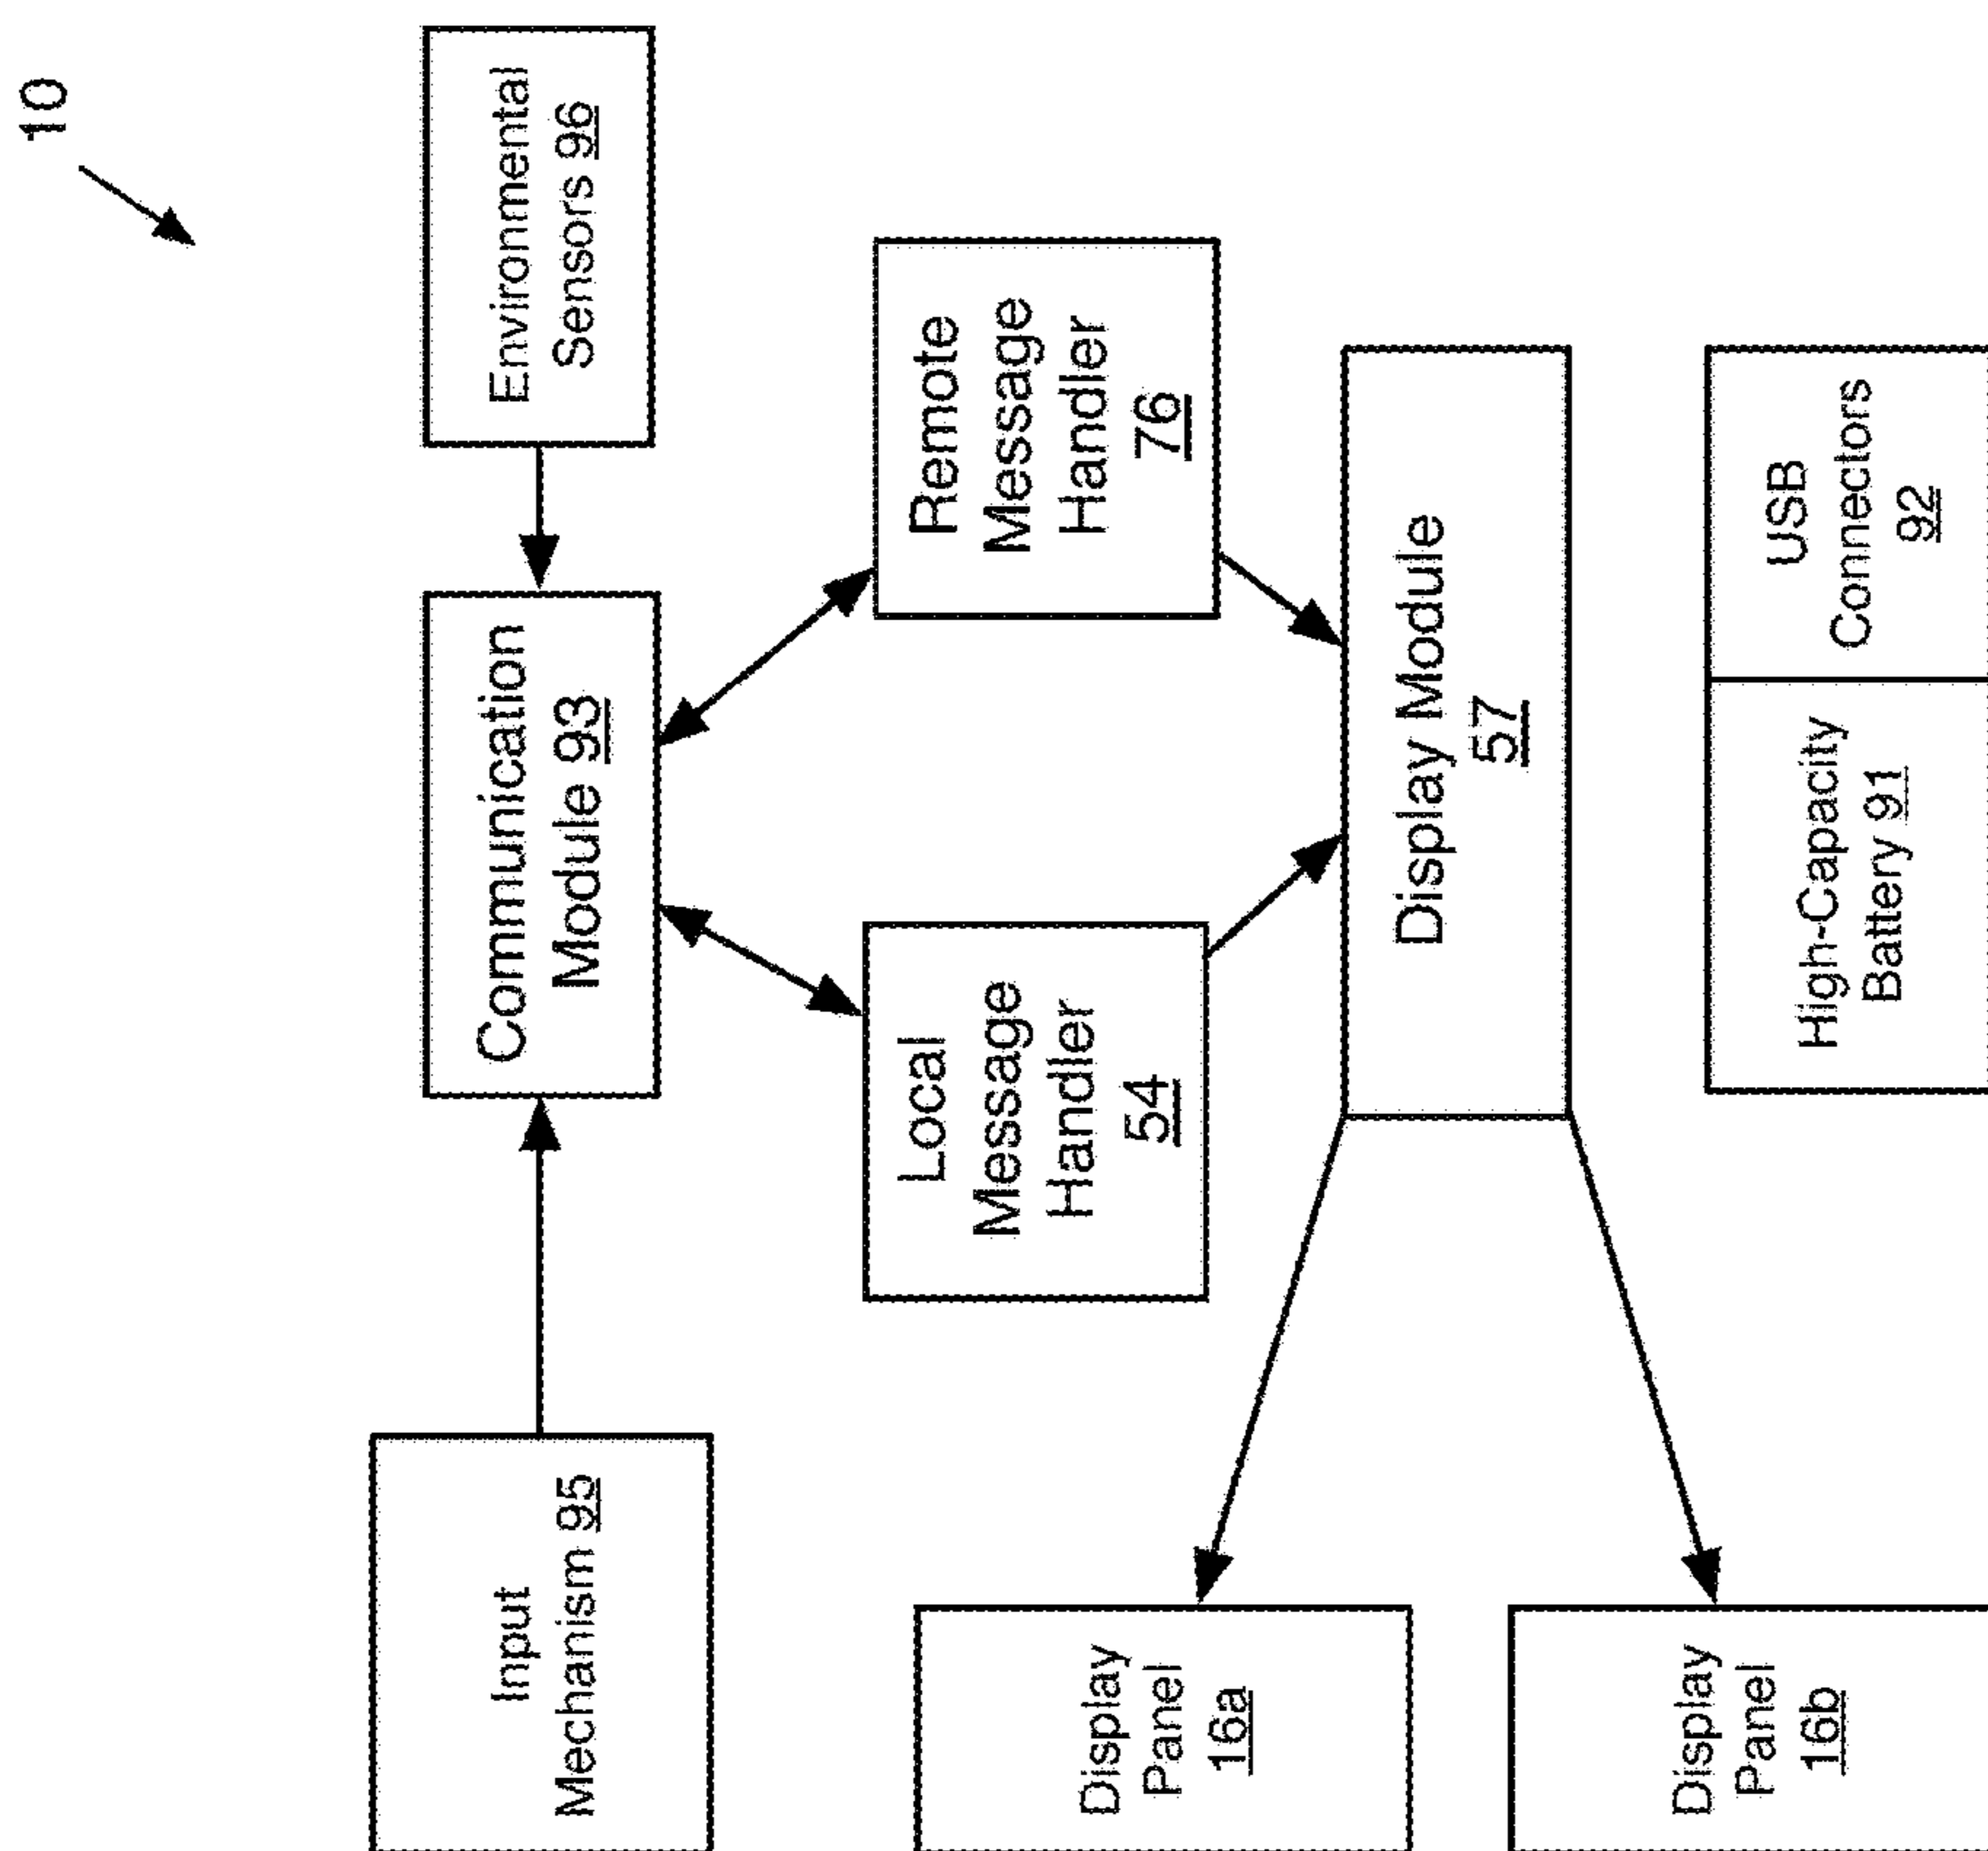 10
Environmental
Sensors 96
Communication
Module 93
Input
Mechanism 95
Remote
Message
Handler
76
Local
Message
Handler
54
Display Module
57
Display
Panel
16a
Display
Panel
16b
USB
Connectors
92
High-Capacity
Battery 91